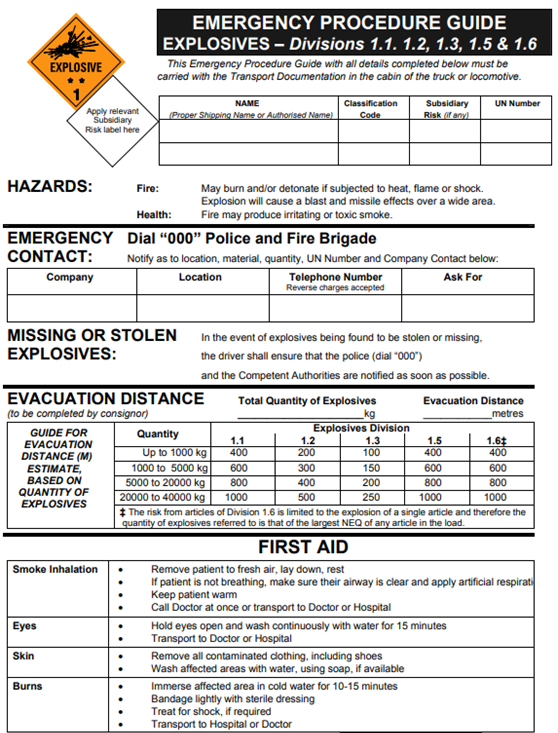 EMERGENCY PROCEDURE GUIDE
EXPLOSIVES – Divisions 1.1. 1.2, 1.3, 1.5 & 1.6
EXPLOSIVE
★ ★
1
Apply relevant
Subsidiary
Risk label here
This Emergency Procedure Guide with all details completed below must be
carried with the Transport Documentation in the cabin of the truck or locomotive.
NAME
(Proper Shipping Name or Authorised Name)
Classification
Code
Subsidiary
Risk (if any)
UN Number
HAZARDS:
Fire: May burn and/or detonate if subjected to heat, flame or shock.
Explosion will cause a blast and missile effects over a wide area.
Health: Fire may produce irritating or toxic smoke.
EMERGENCY
CONTACT:
Dial “000” Police and Fire Brigade
Notify as to location, material, quantity, UN Number and Company Contact below:
Company
Location
Telephone Number
Reverse charges accepted
Ask For
MISSING OR STOLEN
EXPLOSIVES:
In the event of explosives being found to be stolen or missing,
the driver shall ensure that the police (dial “000”)
and the Competent Authorities are notified as soon as possible.
EVACUATION DISTANCE
(to be completed by consignor)
Total Quantity of Explosives
____________________kg
Evacuation Distance
____________metres
GUIDE FOR
EVACUATION
DISTANCE (M)
ESTIMATE,
BASED ON
QUANTITY OF
EXPLOSIVES
Quantity
Explosives Division
1.1 1.2 1.3 1.5 1.6‡
Up to 1000 kg 400 200 100 400 400
1000 to 5000 kg 600 300 150 600 600
5000 to 20000 kg 800 400 200 800 800
20000 to 40000 kg 1000 500 250 1000 1000
‡ The risk from articles of Division 1.6 is limited to the explosion of a single article and therefore the
quantity of explosives referred to is that of the largest NEQ of any article in the load.
FIRST AID
Smoke Inhalation
• Remove patient to fresh air, lay down, rest
• If patient is not breathing, make sure their airway is clear and apply artificial respirati
• Keep patient warm
• Call Doctor at once or transport to Doctor or Hospital
Eyes
• Hold eyes open and wash continuously with water for 15 minutes
• Transport to Doctor or Hospital
Skin
• Remove all contaminated clothing, including shoes
• Wash affected areas with water, using soap, if available
Burns
• Immerse affected area in cold water for 10-15 minutes
• Bandage lightly with sterile dressing
• Treat for shock, if required
• Transport to Hospital or Doctor